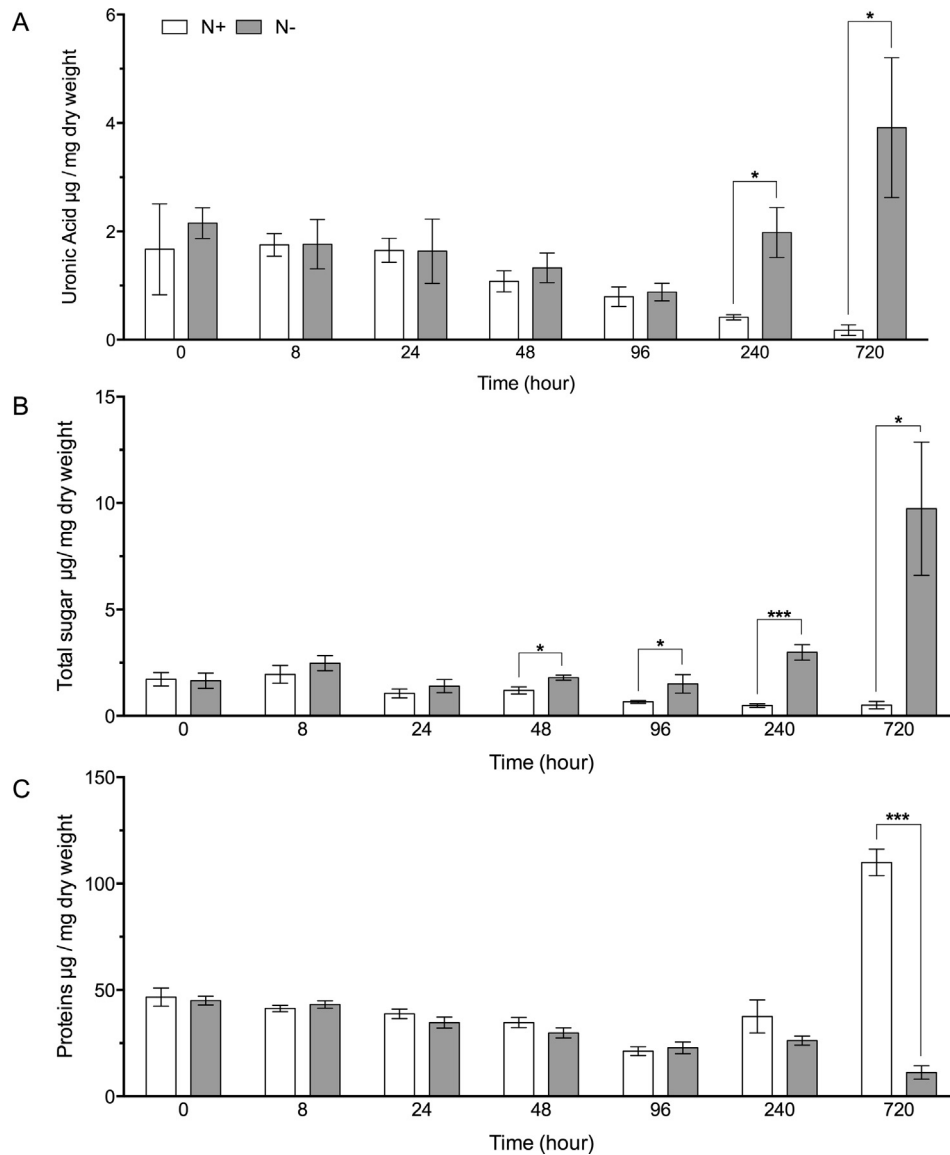 A
N+ N-
Uronic Acid µg / mg dry weight
6
4
2
0
*
*
0 8 24 48 96 240 720
Time (hour)
B
Total sugar µg/ mg dry weight
15
10
5
0
*
*
***
*
0 8 24 48 96 240 720
Time (hour)
C
Proteins µg / mg dry weight
150
100
50
0
***
0 8 24 48 96 240 720
Time (hour)